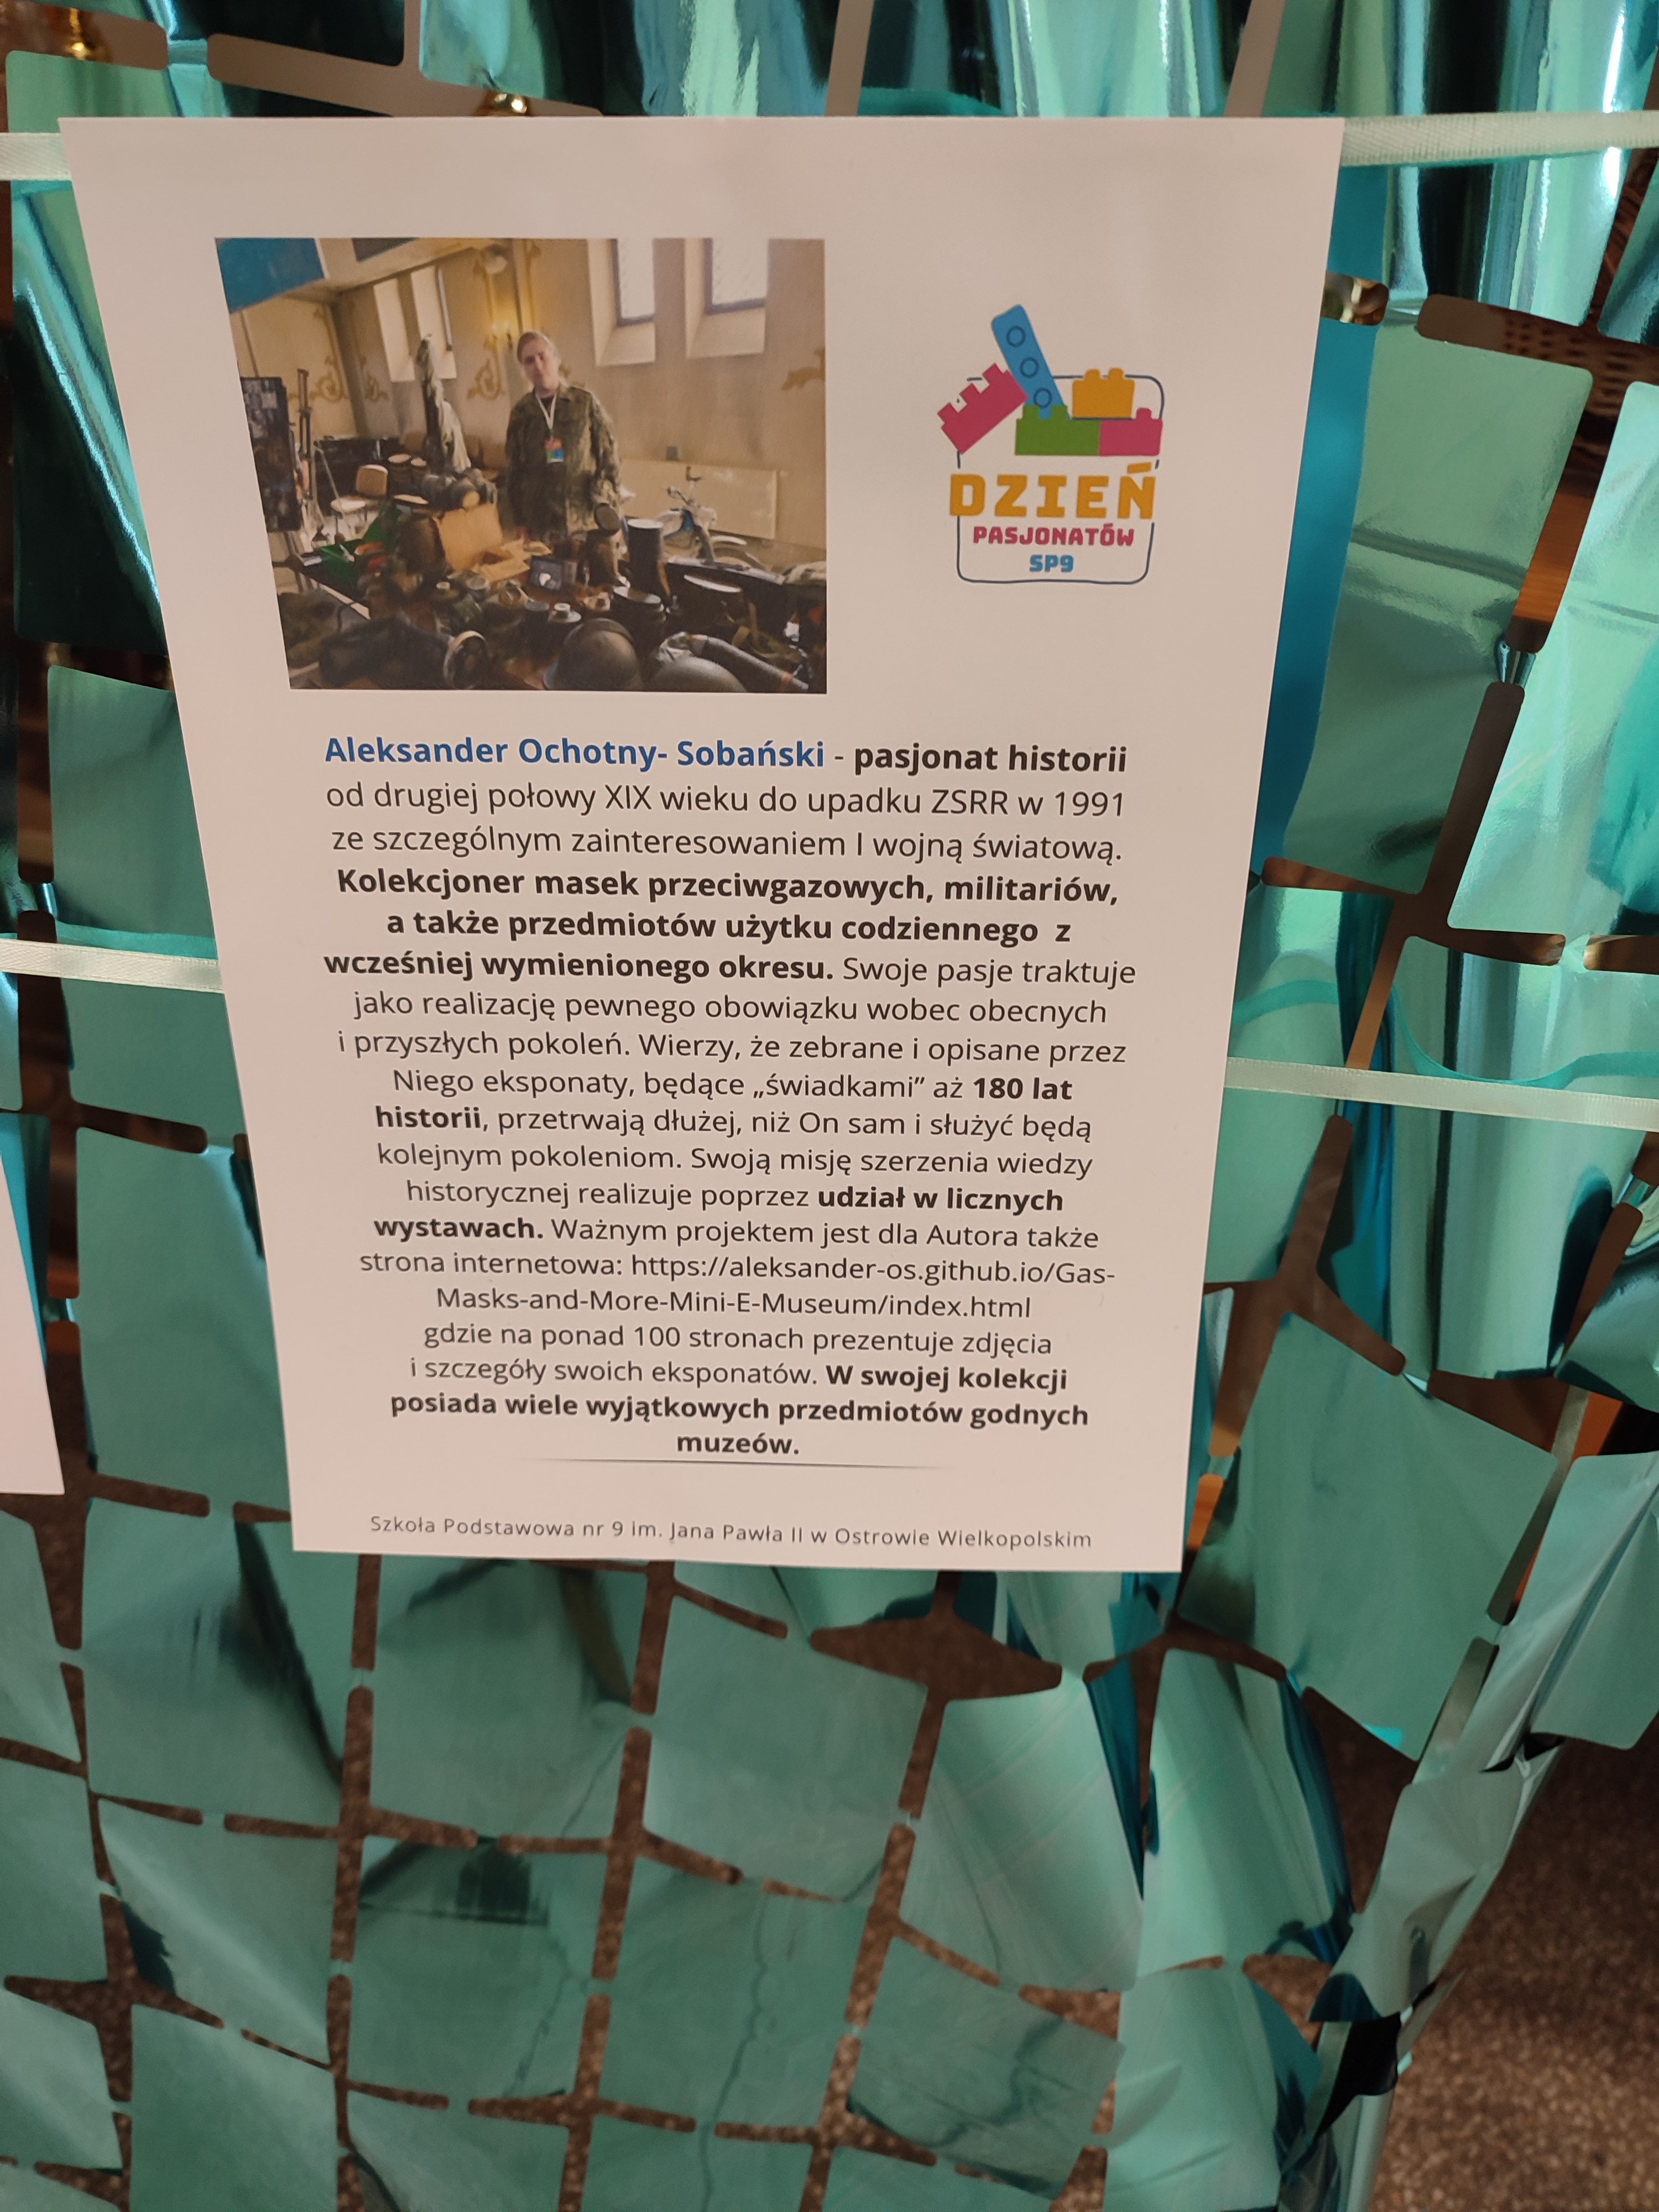 DZIEŃ
PASJONATÓW
SP9
Aleksander Ochotny- Sobański - pasjonat historii
od drugiej połowy XIX wieku do upadku ZSRR w 1991
ze szczególnym zainteresowaniem I wojną światową.
Kolekcjoner masek przeciwgazowych, militariów,
a także przedmiotów użytku codziennego z
wcześniej wymienionego okresu. Swoje pasje traktuje
jako realizację pewnego obowiązku wobec obecnych
i przyszłych pokoleń. Wierzy, że zebrane i opisane przez
Niego eksponaty, będące „świadkami” aż 180 lat
historii, przetrwają dłużej, niż On sam i służyć będą
kolejnym pokoleniom. Swoją misję szerzenia wiedzy
historycznej realizuje poprzez udział w licznych
wystawach. Ważnym projektem jest dla Autora także
strona internetowa: https://aleksander-os.github.io/Gas-
Masks-and-More-Mini-E-Museum/index.html
gdzie na ponad 100 stronach prezentuje zdjęcia
i szczegóły swoich eksponatów. W swojej kolekcji
posiada wiele wyjątkowych przedmiotów godnych
muzeów.
Szkoła Podstawowa nr 9 im. Jana Pawła II w Ostrowie Wielkopolskim